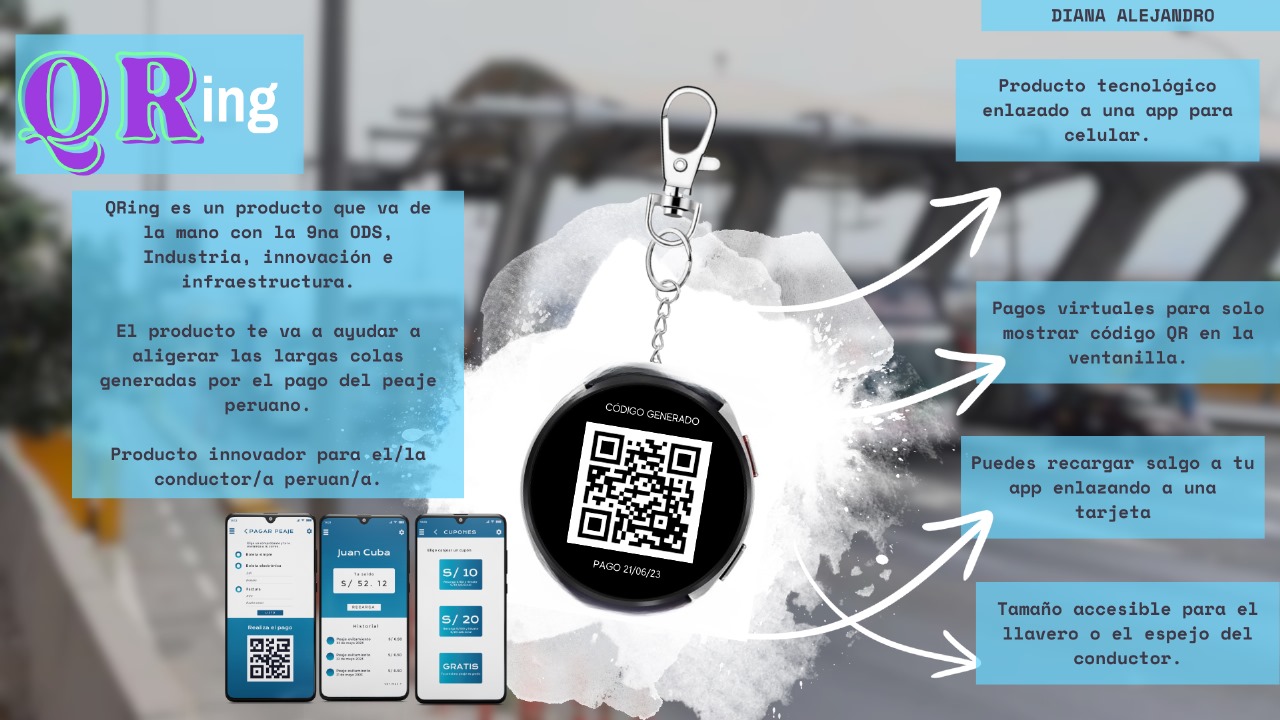 DIANA ALEJANDRO
QRing
QRing es un producto que va de
la mano con la 9na ODS,
Industria, innovación e
infraestructura.
El producto te va a ayudar a
aligerar las largas colas
generadas por el pago del peaje
peruano.
Producto innovador para el/la
conductor/a peruan/a.
Producto tecnológico
enlazado a una app para
celular.
Pagos virtuales para solo
mostrar código QR en la
ventanilla.
Puedes recargar salgo a tu
app enlazando a una
tarjeta
Tamaño accesible para el
llavero o el espejo del
conductor.
CÓDIGO GENERADO
PAGO 21/06/23
PAGAR PEAJE
Realiza el pago
Juan Cuba
Tu saldo
S/ 52. 12
RECARGA
Historial
CUPONES
S/ 10
S/ 20
GRATIS